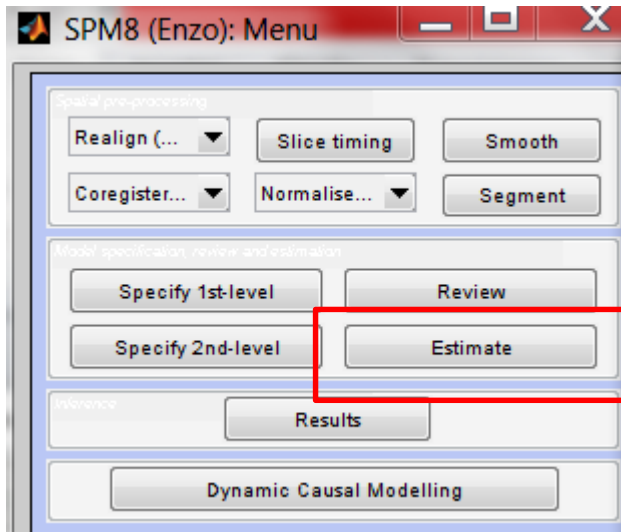 SPM8 (Enzo): Menu
Spatial pre-processing
Realign (... Slice timing Smooth
Coregister... Normalise... Segment
Model specification, review and estimation
Specify 1st-level Review
Specify 2nd-level Estimate
Inference
Results
Dynamic Causal Modelling